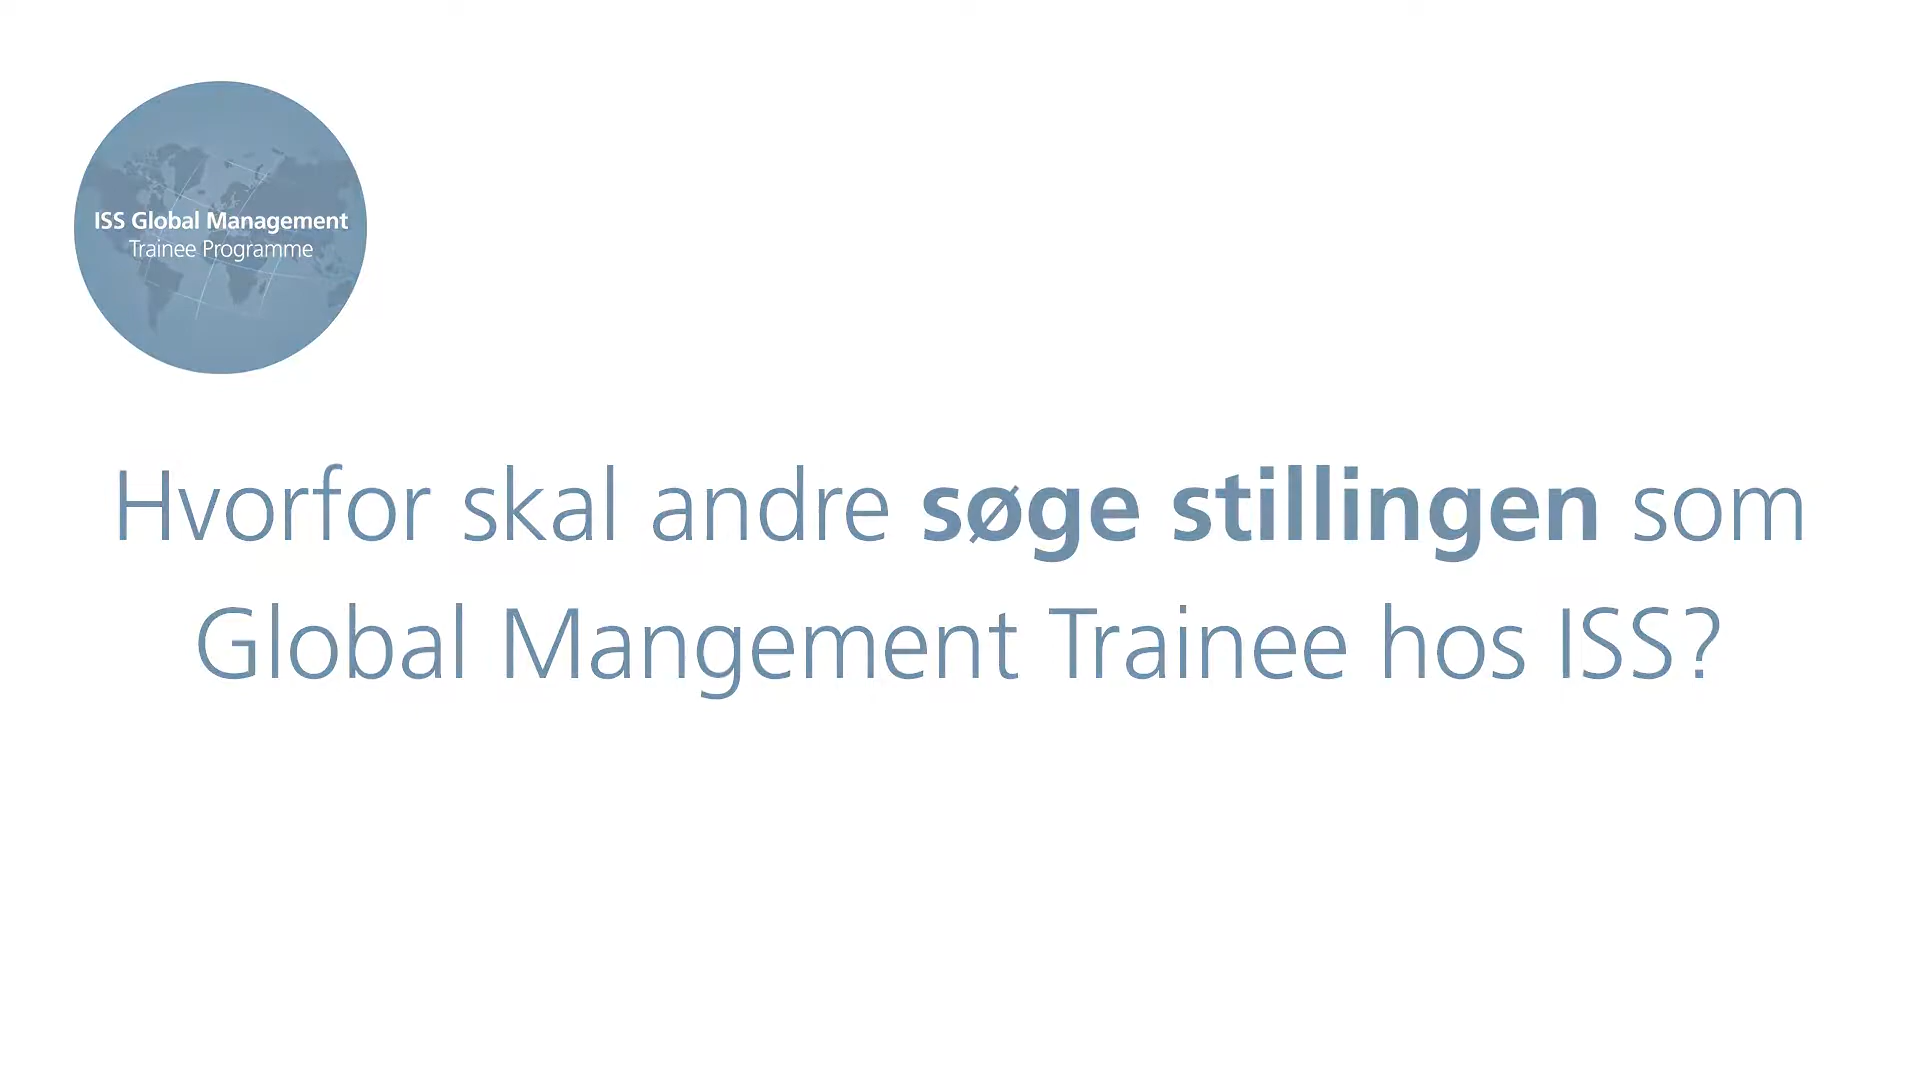 ISS Global Management
Trainee Programme
Hvorfor skal andre søge stillingen som
Global Mangement Trainee hos ISS?